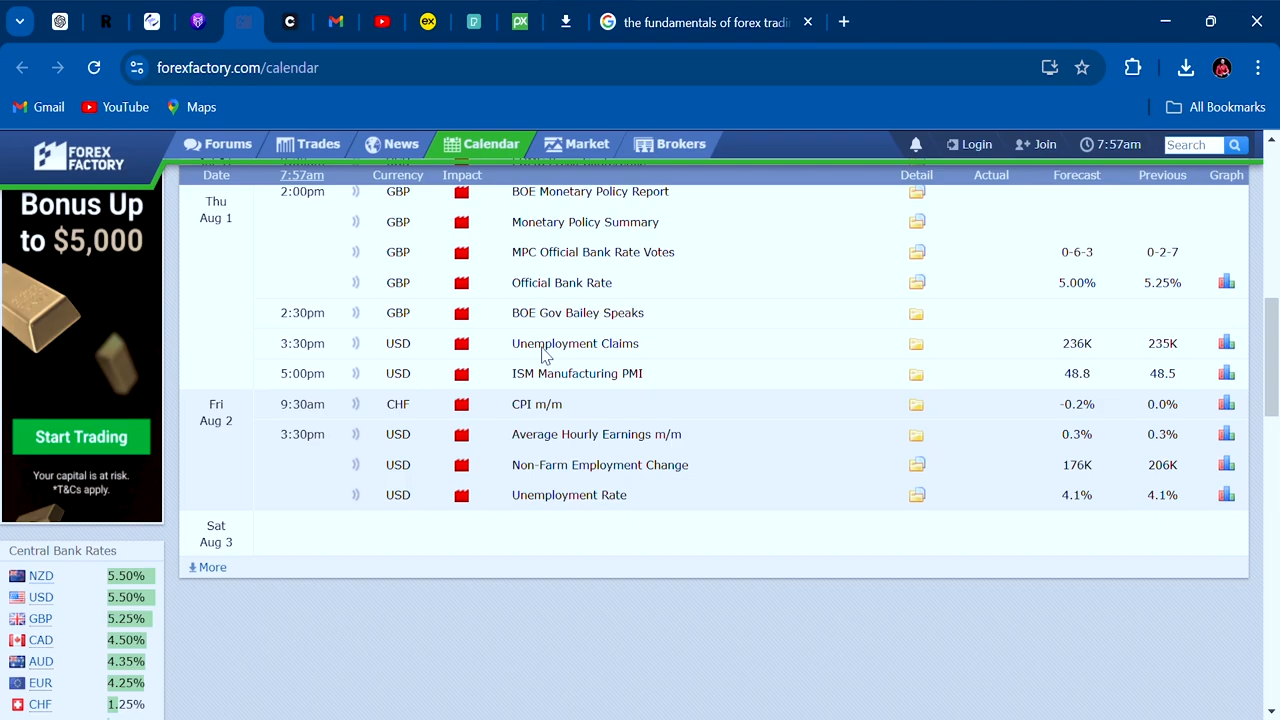 the fundamentals of forex tradi
forexfactory.com/calendar
Gmail YouTube Maps All Bookmarks
FOREX FACTORY
Forums Trades News Calendar Market Brokers Login Join 7:57am Search
Date 7:57am Currency Impact Detail Actual Forecast Previous Graph
Thu Aug 1 2:00pm GBP BOE Monetary Policy Report
GBP Monetary Policy Summary
GBP MPC Official Bank Rate Votes 0-6-3 0-2-7
GBP Official Bank Rate 5.00% 5.25%
2:30pm GBP BOE Gov Bailey Speaks
3:30pm USD Unemployment Claims 236K 235K
5:00pm USD ISM Manufacturing PMI 48.8 48.5
Fri Aug 2 9:30am CHF CPI m/m -0.2% 0.0%
3:30pm USD Average Hourly Earnings m/m 0.3% 0.3%
USD Non-Farm Employment Change 176K 206K
USD Unemployment Rate 4.1% 4.1%
Sat Aug 3
More
Bonus Up
to $5,000
Start Trading
Your capital is at risk.
*T&Cs apply.
Central Bank Rates
NZD 5.50%
USD 5.50%
GBP 5.25%
CAD 4.50%
AUD 4.35%
EUR 4.25%
CHF 1.25%